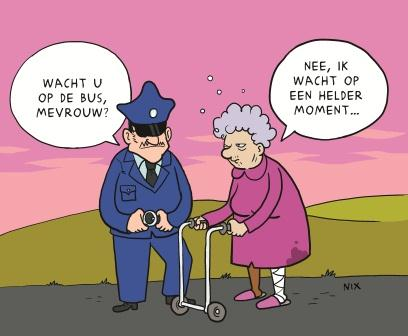 WACHT U
OP DE BUS,
MEVROUW?
NEE, IK
WACHT OP
EEN HELDER
MOMENT...
NIX